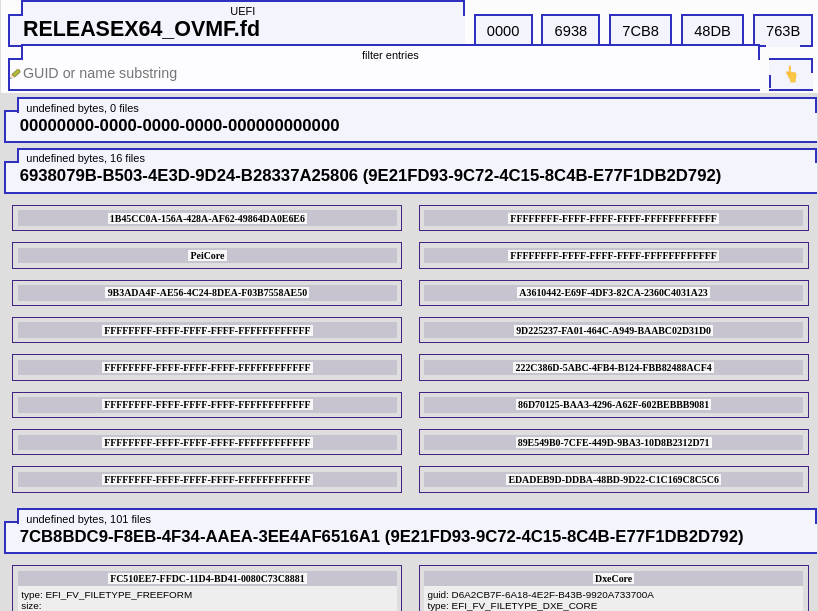 UEFI
RELEASEX64_OVMF.fd
0000 6938 7CB8 48DB 763B
filter entries
GUID or name substring
undefined bytes, 0 files
00000000-0000-0000-0000-000000000000
undefined bytes, 16 files
6938079B-B503-4E3D-9D24-B28337A25806 (9E21FD93-9C72-4C15-8C4B-E77F1DB2D792)
1B45CC0A-156A-428A-AF62-49864DA0E6E6 FFFFFFFF-FFFF-FFFF-FFFF-FFFFFFFFFFFF
PeiCore FFFFFFFF-FFFF-FFFF-FFFF-FFFFFFFFFFFF
9B3ADA4F-AE56-4C24-8DEA-F03B7558AE50 A3610442-E69F-4DF3-82CA-2360C4031A23
FFFFFFFF-FFFF-FFFF-FFFF-FFFFFFFFFFFF 9D225237-FA01-464C-A949-BAABC02D31D0
FFFFFFFF-FFFF-FFFF-FFFF-FFFFFFFFFFFF 222C386D-5ABC-4FB4-B124-FBB82488ACF4
FFFFFFFF-FFFF-FFFF-FFFF-FFFFFFFFFFFF 86D70125-BAA3-4296-A62F-602BEBBB9081
FFFFFFFF-FFFF-FFFF-FFFF-FFFFFFFFFFFF 89E549B0-7CFE-449D-9BA3-10D8B2312D71
FFFFFFFF-FFFF-FFFF-FFFF-FFFFFFFFFFFF EDADEB9D-DDBA-48BD-9D22-C1C169C8C5C6
undefined bytes, 101 files
7CB8BDC9-F8EB-4F34-AAEA-3EE4AF6516A1 (9E21FD93-9C72-4C15-8C4B-E77F1DB2D792)
FC510EE7-FFDC-11D4-BD41-0080C73C8881 DxeCore
type: EFI_FV_FILETYPE_FREEFORM guid: D6A2CB7F-6A18-4E2F-B43B-9920A733700A
size: type: EFI_FV_FILETYPE_DXE_CORE